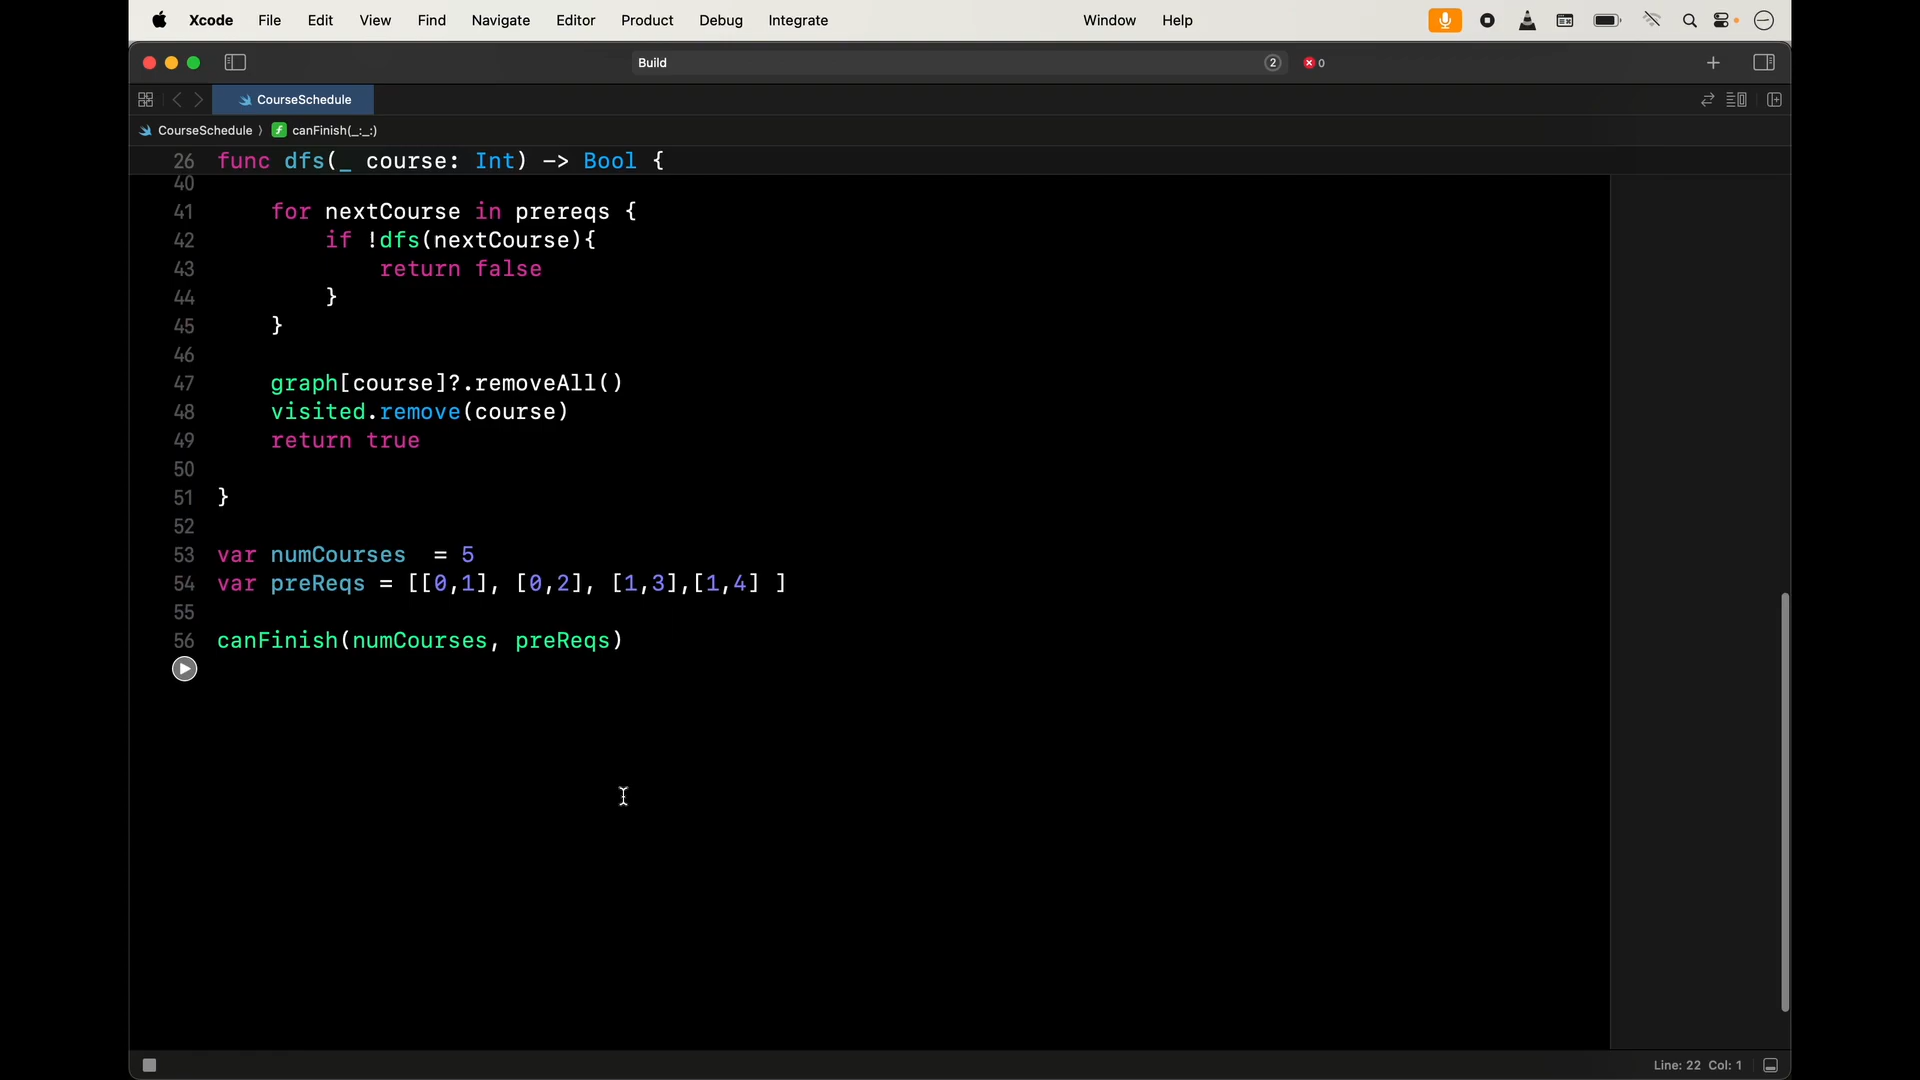 Xcode File Edit View Find Navigate Editor Product Debug Integrate Window Help
Build 2 0
CourseSchedule
CourseSchedule ⟩ f canFinish(_:_:)
26 func dfs(_ course: Int) -> Bool {
40
41 for nextCourse in prereqs {
42 if !dfs(nextCourse){
43 return false
44 }
45 }
46
47 graph[course]?.removeAll()
48 visited.remove(course)
49 return true
50
51 }
52
53 var numCourses  = 5
54 var preReqs = [[0,1], [0,2], [1,3],[1,4] ]
55
56 canFinish(numCourses, preReqs)
Line: 22 Col: 1